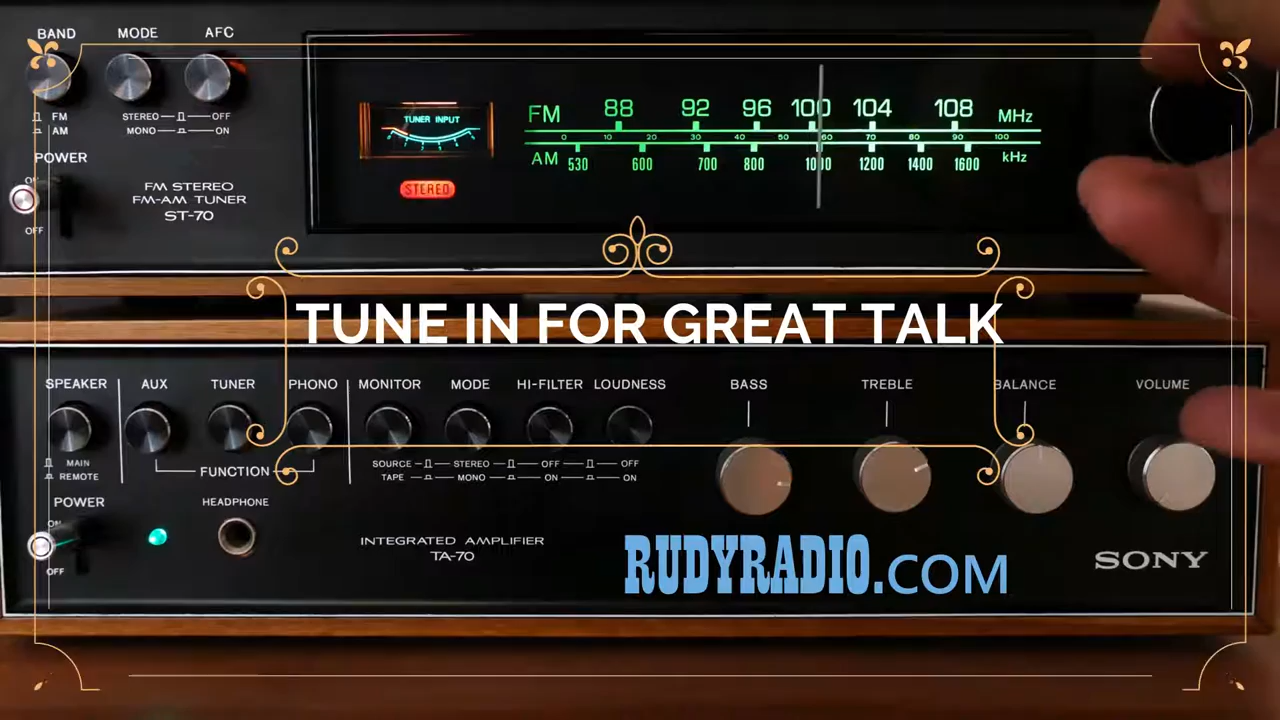 BAND MODE AFC
FM STEREO OFF
AM MONO ON
POWER
ON
OFF
FM STEREO
FM-AM TUNER
ST-70
TUNER INPUT
STEREO
FM 88 92 96 100 104 108 MHz
0 10 20 30 40 50 60 70 80 90 100
AM 530 600 700 800 1000 1200 1400 1600 kHz
TUNE IN FOR GREAT TALK
SPEAKER AUX TUNER PHONO MONITOR MODE HI-FILTER LOUDNESS BASS TREBLE BALANCE VOLUME
MAIN
REMOTE
FUNCTION
SOURCE STEREO OFF OFF
TAPE MONO ON ON
POWER
ON
OFF
HEADPHONE
INTEGRATED AMPLIFIER
TA-70
RUDYRADIO.COM
SONY